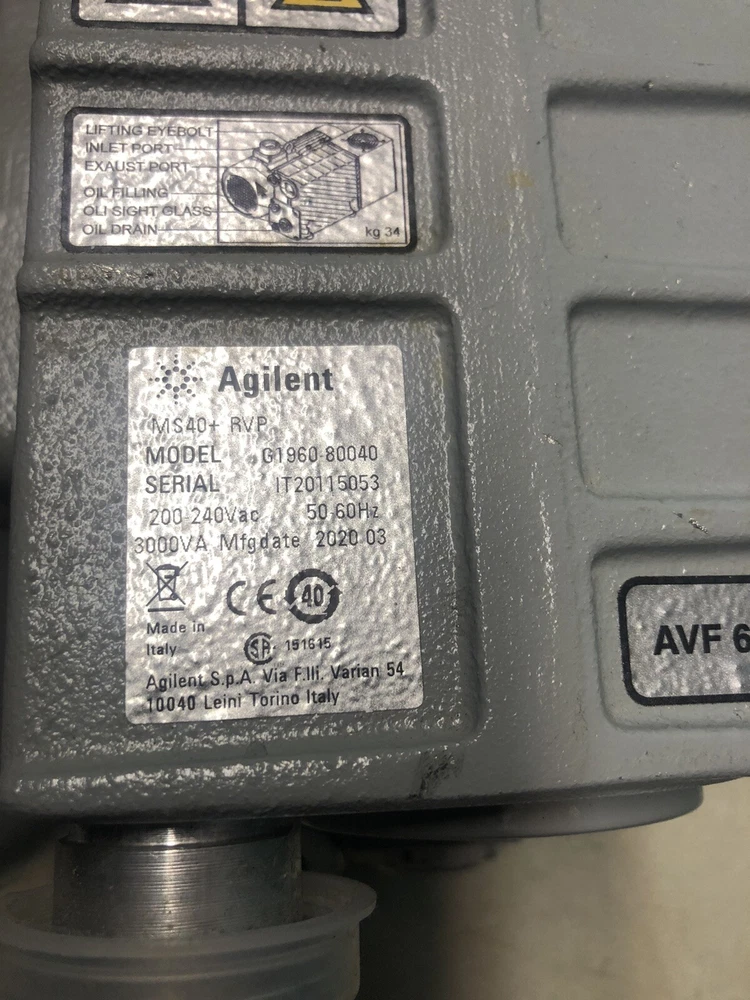 LIFTING EYEBOLT
INLET PORT
EXAUST PORT
OIL FILLING
OLI SIGHT GLASS
OIL DRAIN
kg 34
Agilent
MS40+ RVP
MODEL G1960-80040
SERIAL IT20115053
200-240Vac 50-60Hz
3000VA Mfgdate 2020-03
CE 40
Made in
Italy
SA 151615
Agilent S.p.A. Via F.lli. Varian 54
10040 Leini Torino Italy
AVF 6